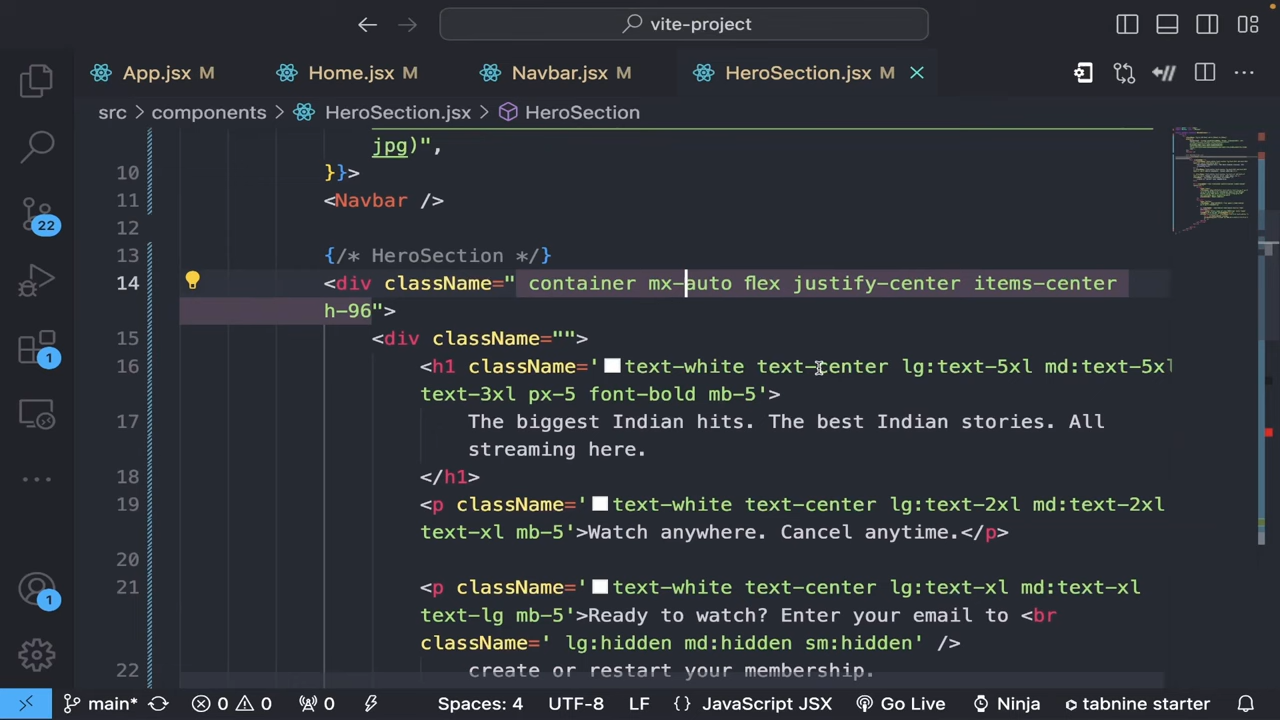 vite-project
App.jsx M
Home.jsx M
Navbar.jsx M
HeroSection.jsx M
src > components > HeroSection.jsx > HeroSection
jpg)",
10 }}>
11 <Navbar />
12
13 {/* HeroSection */}
14 <div className=" container mx-auto flex justify-center items-center
h-96">
15 <div className="">
16 <h1 className='text-white text-center lg:text-5xl md:text-5xl
text-3xl px-5 font-bold mb-5'>
17 The biggest Indian hits. The best Indian stories. All
streaming here.
18 </h1>
19 <p className='text-white text-center lg:text-2xl md:text-2xl
text-xl mb-5'>Watch anywhere. Cancel anytime.</p>
20
21 <p className='text-white text-center lg:text-xl md:text-xl
text-lg mb-5'>Ready to watch? Enter your email to <br
className=' lg:hidden md:hidden sm:hidden' />
22 create or restart your membership.
22
1
1
main* 0 0 0 Spaces: 4 UTF-8 LF {} JavaScript JSX Go Live Ninja tabnine starter